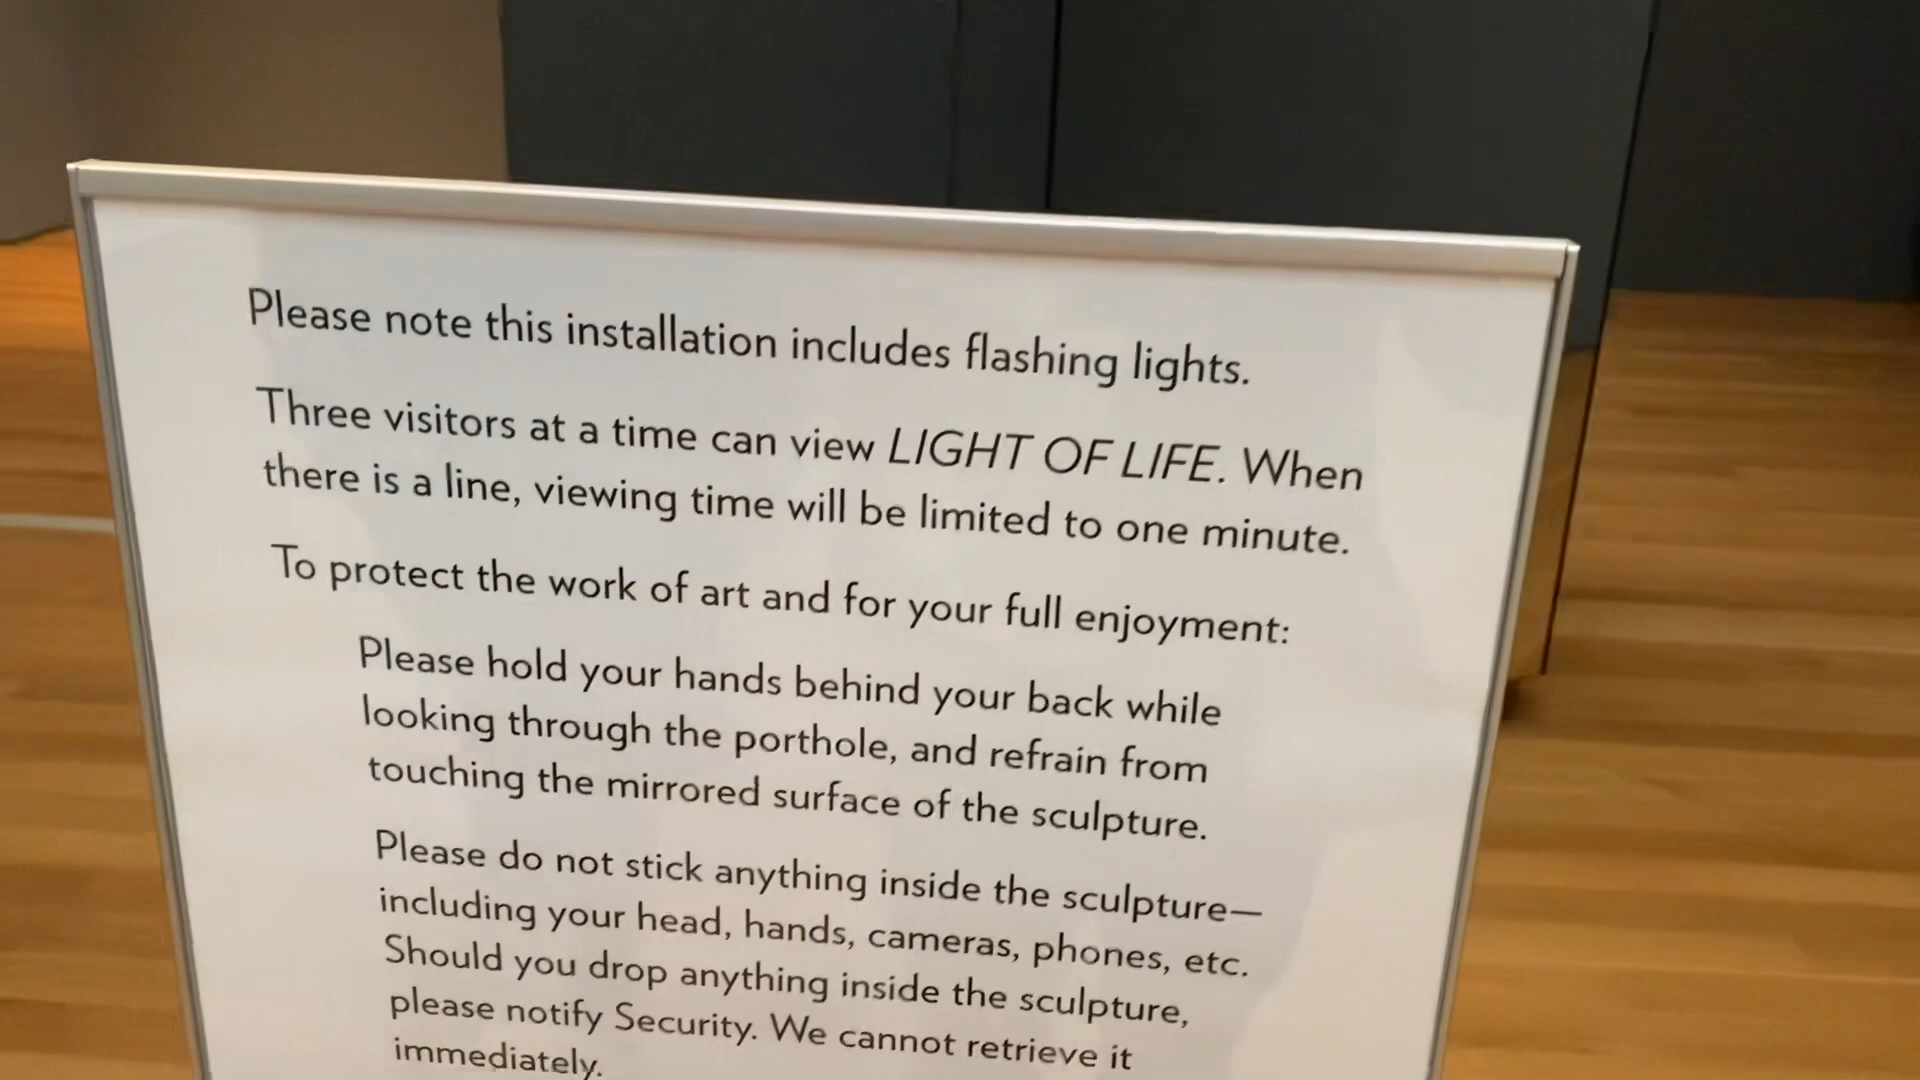 Please note this installation includes flashing lights.
Three visitors at a time can view LIGHT OF LIFE. When
there is a line, viewing time will be limited to one minute.
To protect the work of art and for your full enjoyment:
Please hold your hands behind your back while
looking through the porthole, and refrain from
touching the mirrored surface of the sculpture.
Please do not stick anything inside the sculpture—
including your head, hands, cameras, phones, etc.
Should you drop anything inside the sculpture,
please notify Security. We cannot retrieve it
immediately.